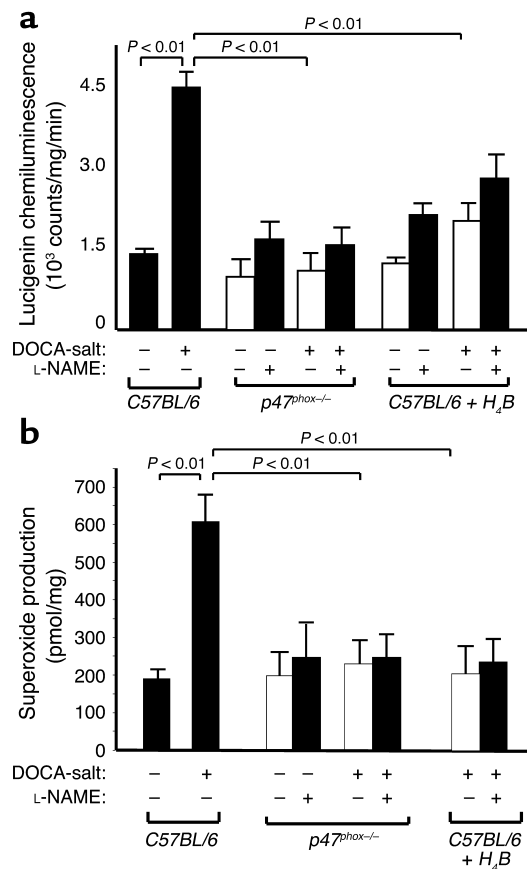 a
P < 0.01
P < 0.01
P < 0.01
Lucigenin chemiluminescence
(10³ counts/mg/min)
4.5
3.0
1.5
0
DOCA-salt: – + – – + + – – + +
L-NAME: – – – + – + – + – +
C57BL/6 p47phox–/– C57BL/6 + H₄B
b
P < 0.01
P < 0.01
P < 0.01
Superoxide production
(pmol/mg)
700
600
500
400
300
200
100
0
DOCA-salt: – + – – + + + +
L-NAME: – – – + – + – +
C57BL/6 p47phox–/– C57BL/6
+ H₄B